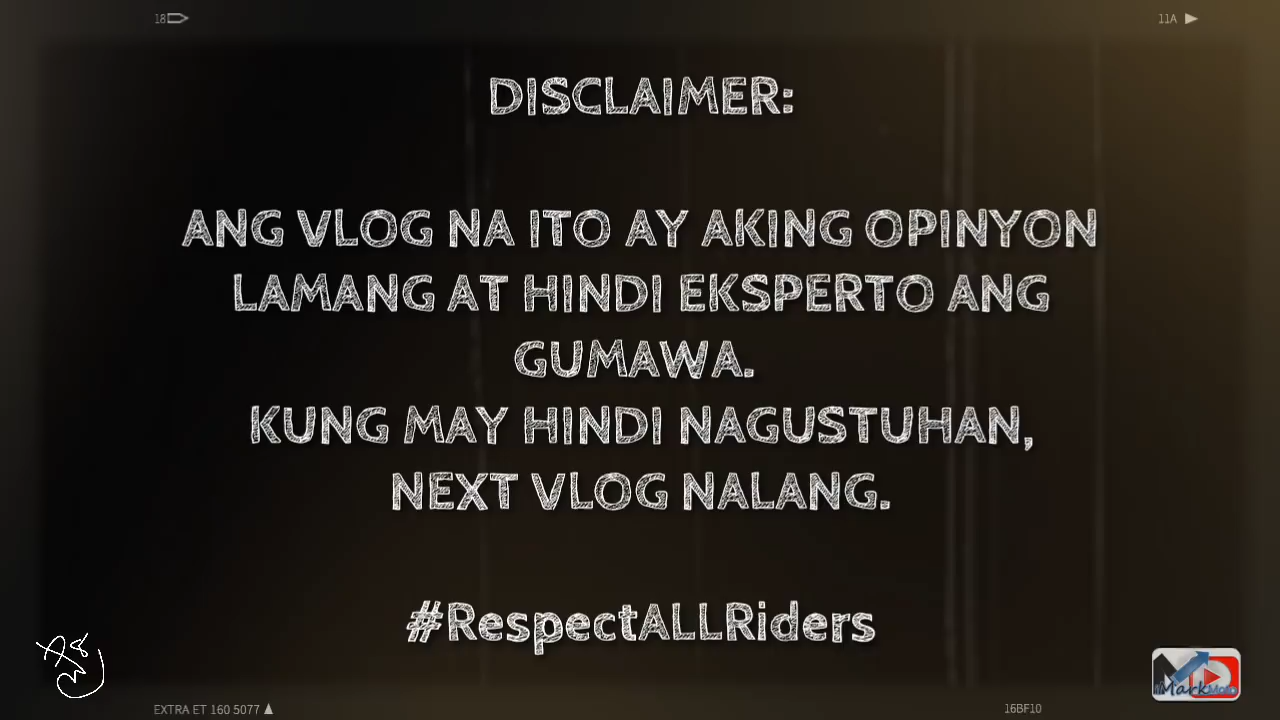 18
11A
DISCLAIMER:
ANG VLOG NA ITO AY AKING OPINYON
LAMANG AT HINDI EKSPERTO ANG
GUMAWA.
KUNG MAY HINDI NAGUSTUHAN,
NEXT VLOG NALANG.
#RespectALLRiders
MarkMoto
EXTRA ET 160 5077
16BF10